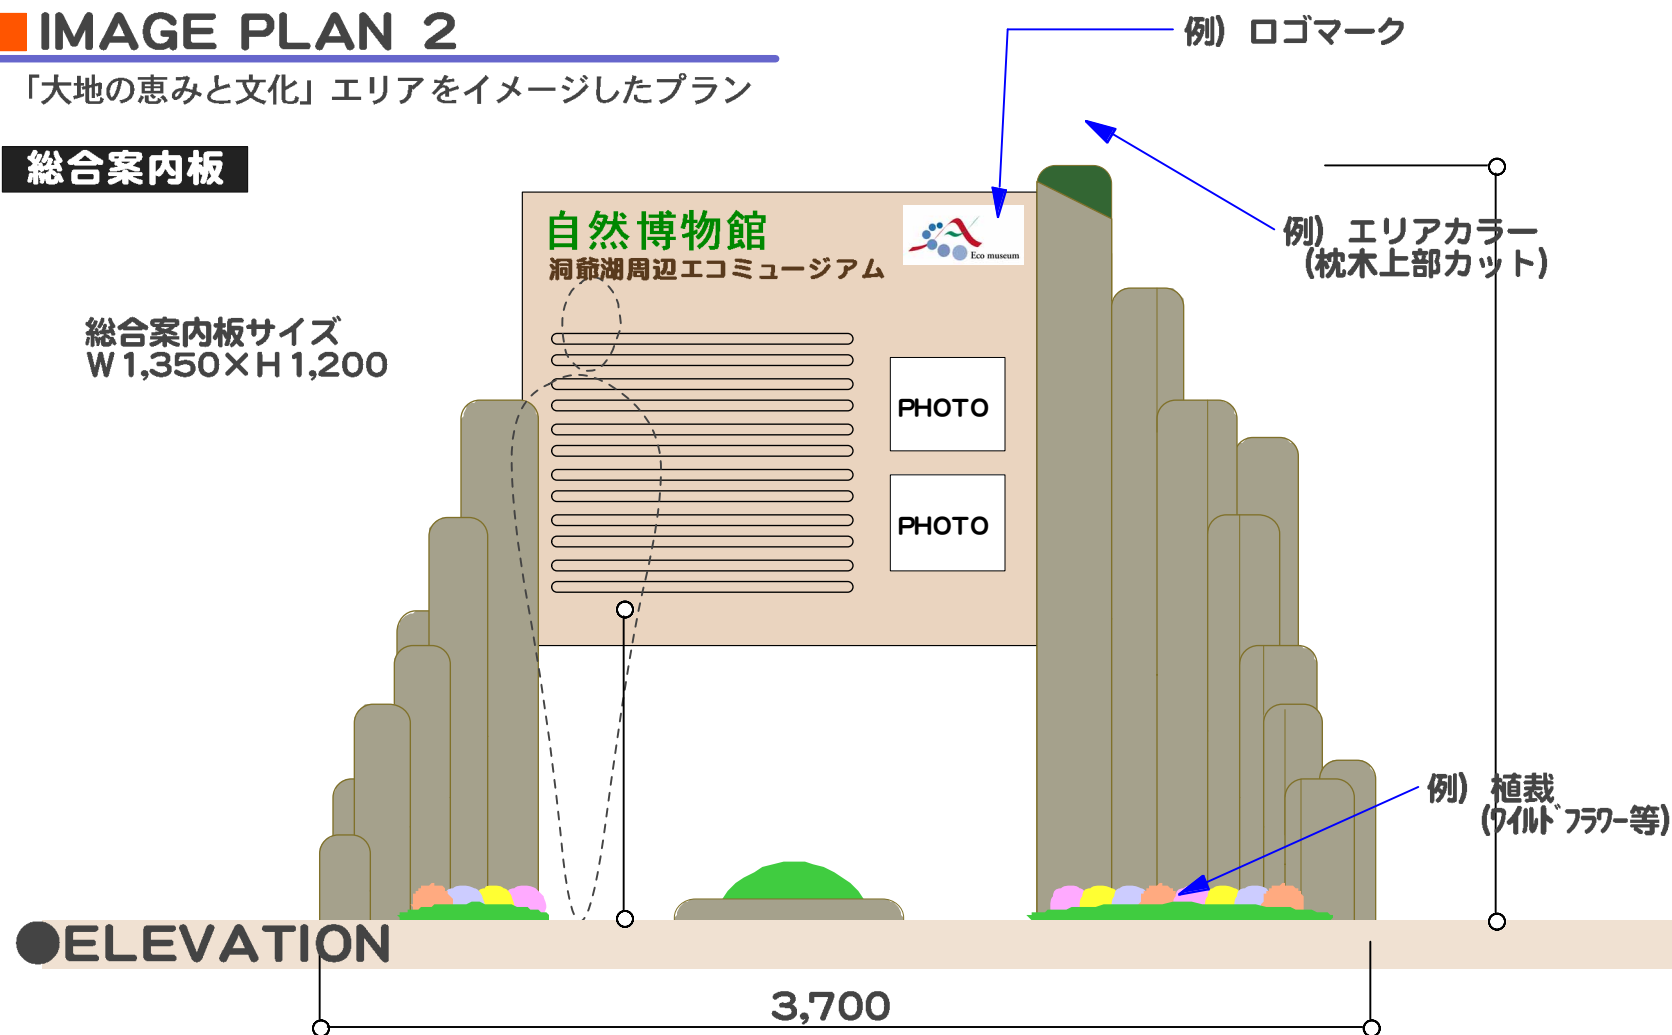 IMAGE PLAN 2
「大地の恵みと文化」エリアをイメージしたプラン
総合案内板
例) ロゴマーク
自然博物館
洞爺湖周辺エコミュージアム
Eco museum
例) エリアカラー
(枕木上部カット)
総合案内板サイズ
W1,350×H1,200
PHOTO
PHOTO
例) 植裁
(ワイルドフラワー等)
●ELEVATION
3,700